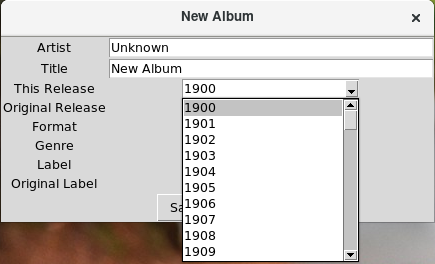 New Album
Artist Unknown
Title New Album
This Release 1900
Original Release 1900
1901
Format 1902
Genre 1903
1904
Label 1905
Original Label 1906
1907
1908
1909